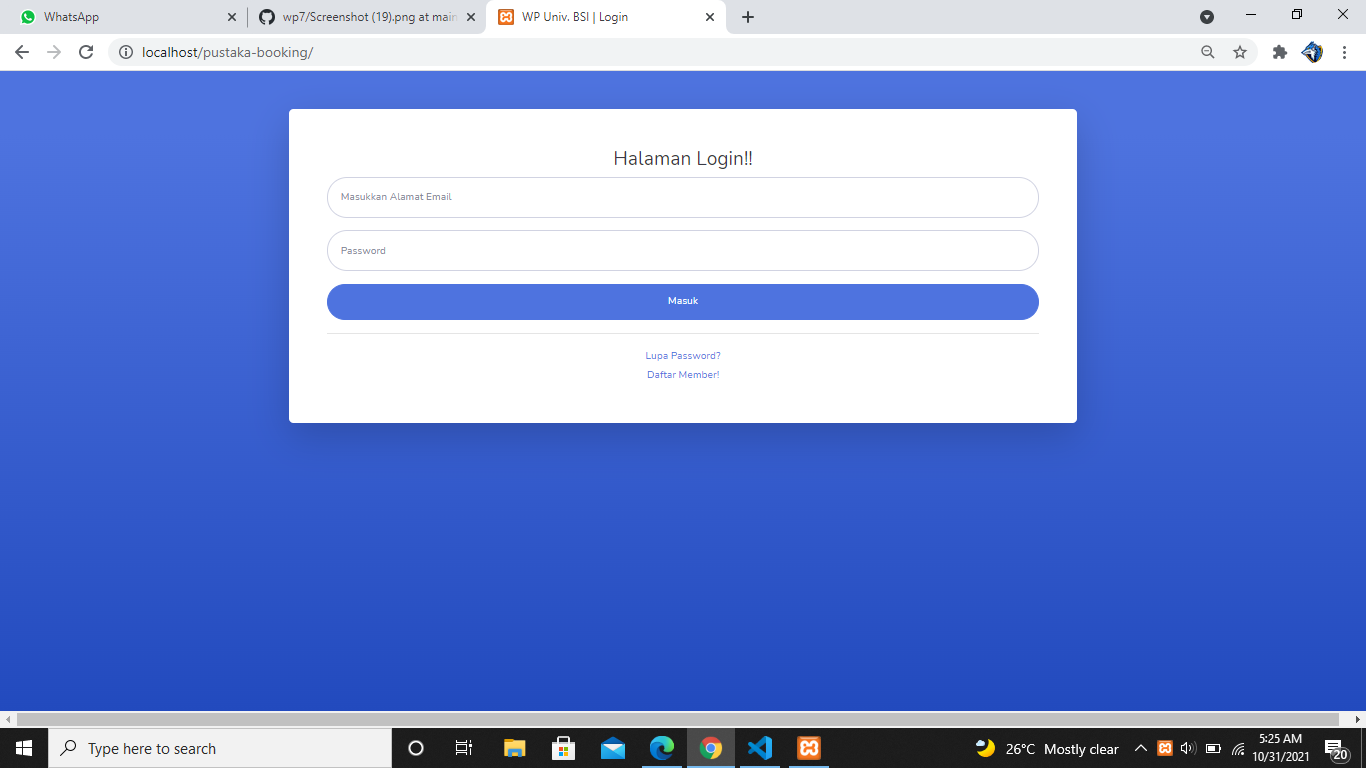 WhatsApp
wp7/Screenshot (19).png at main
WP Univ. BSI | Login
localhost/pustaka-booking/
Halaman Login!!
Masukkan Alamat Email
Password
Masuk
Lupa Password?
Daftar Member!
Type here to search
26°C Mostly clear
5:25 AM
10/31/2021
20